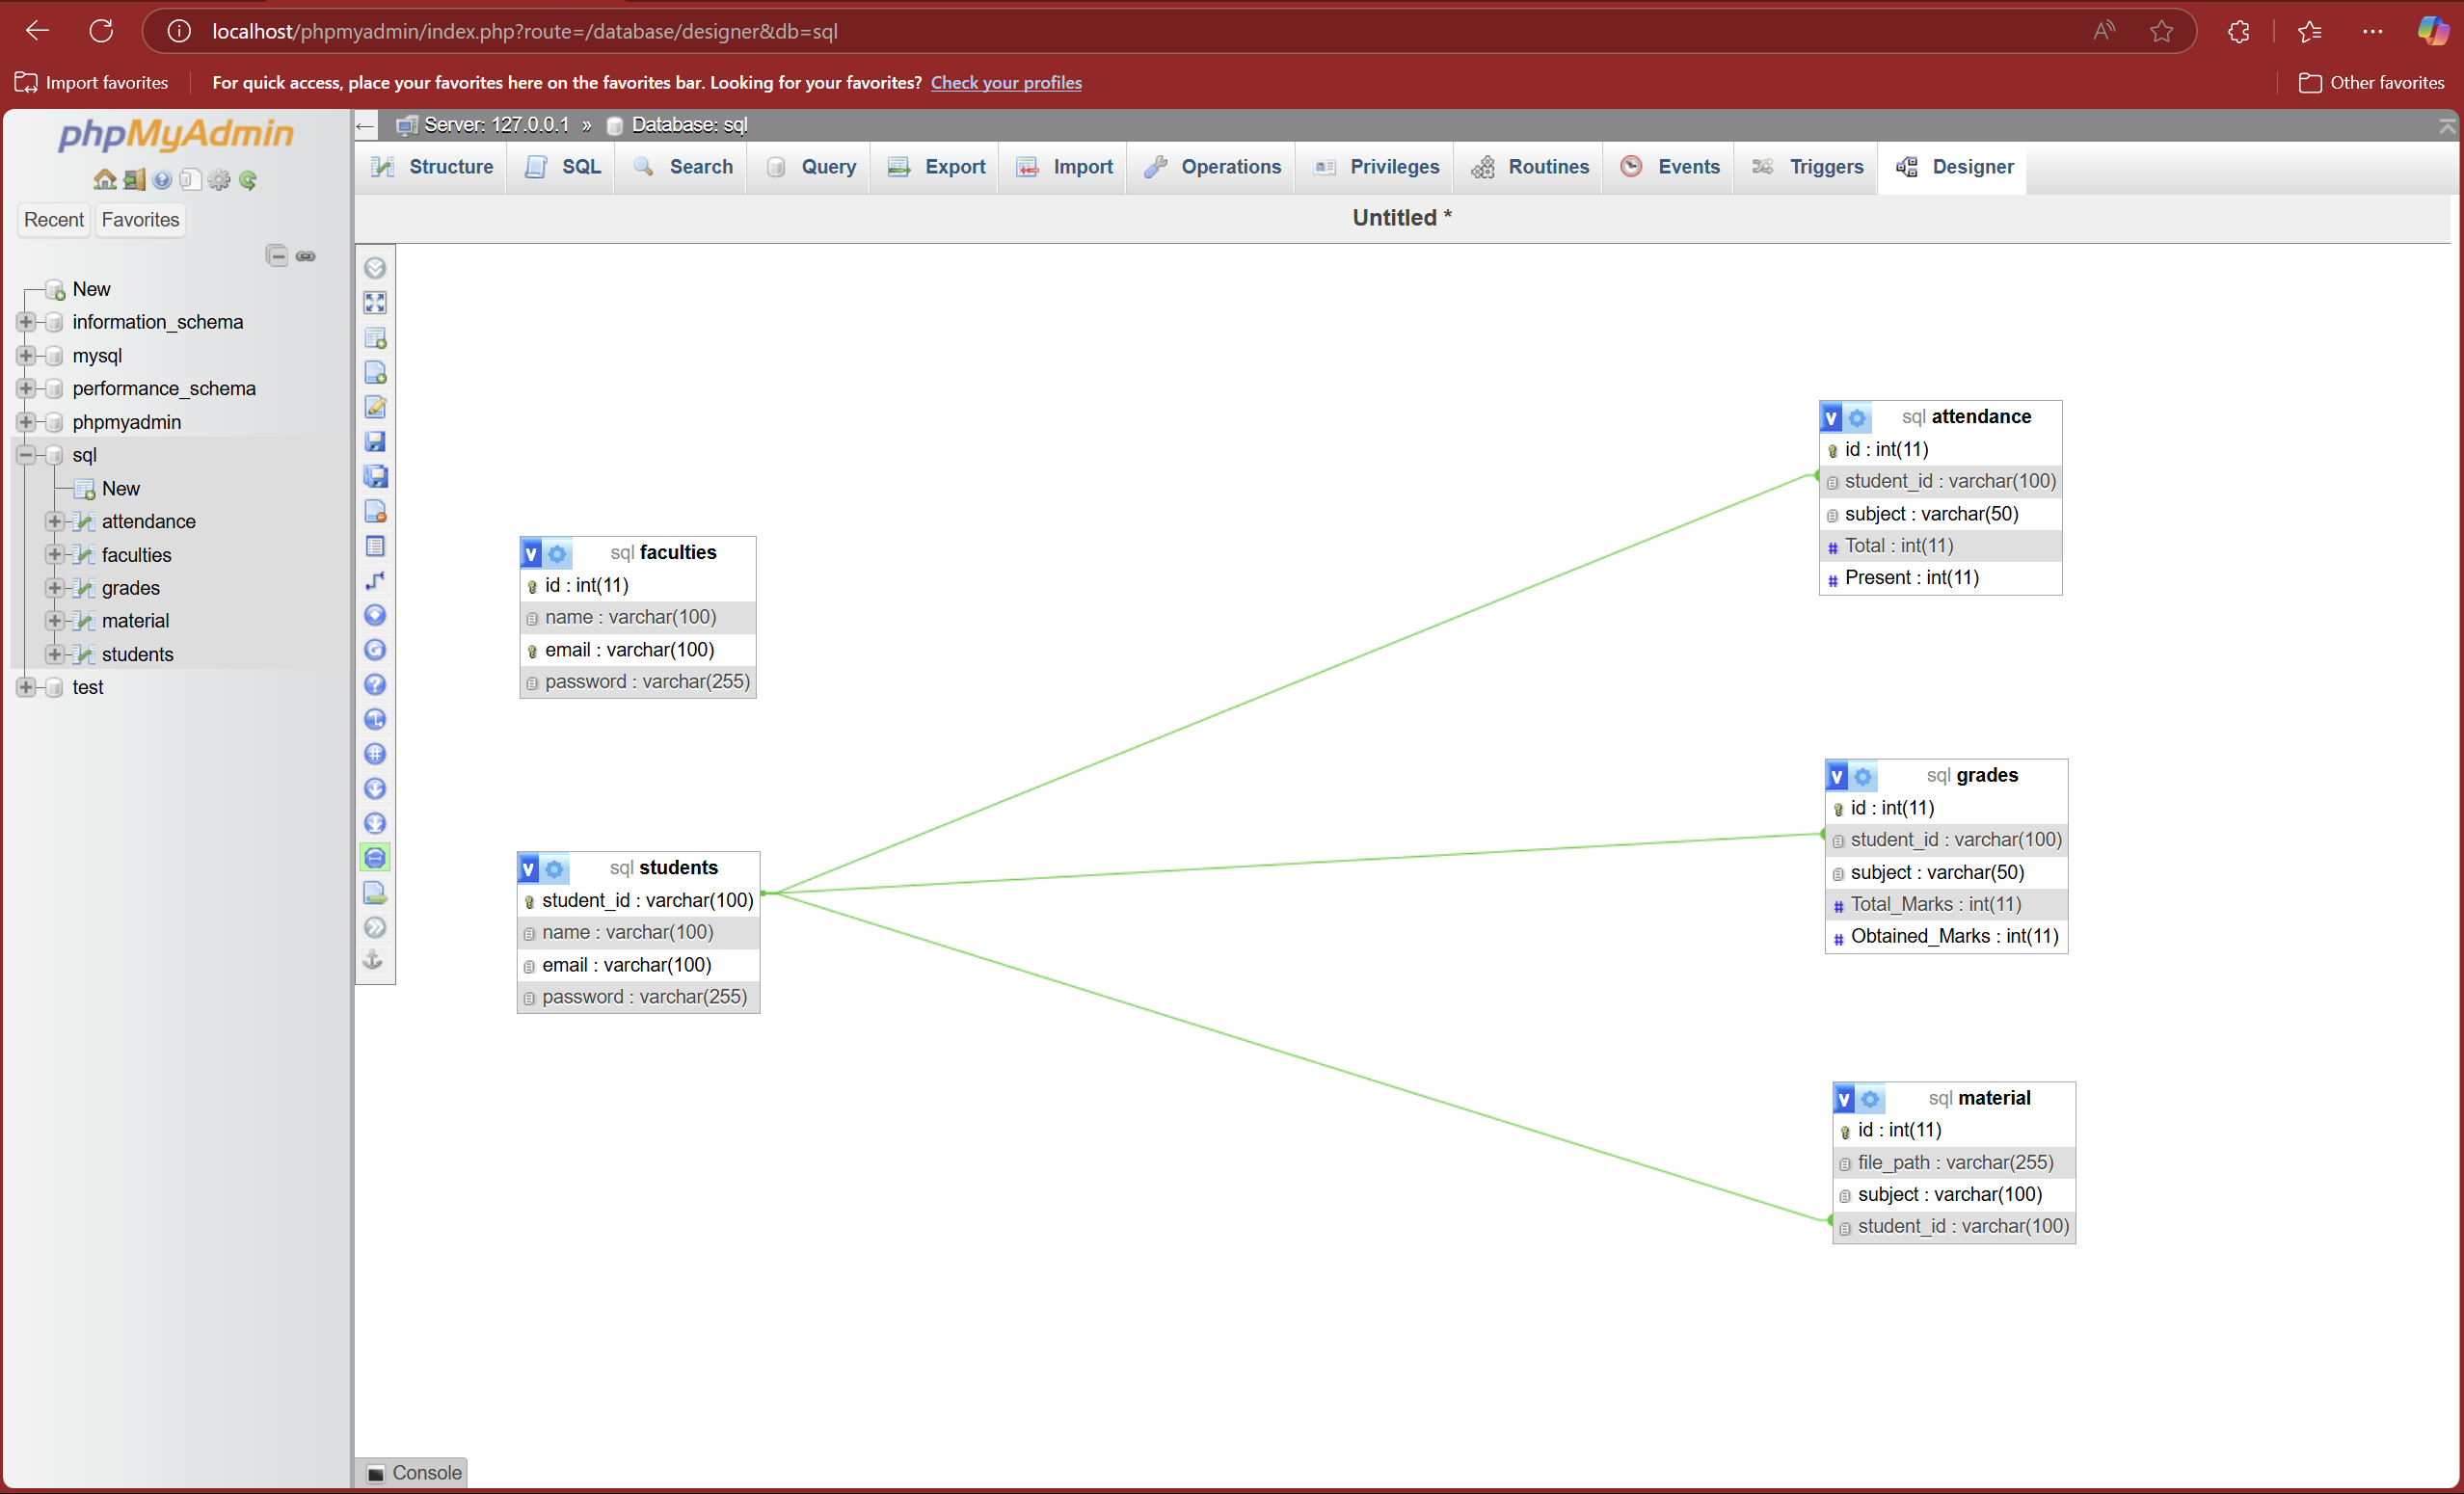 localhost/phpmyadmin/index.php?route=/database/designer&db=sql
Import favorites
For quick access, place your favorites here on the favorites bar. Looking for your favorites? Check your profiles
Other favorites
phpMyAdmin
Recent
Favorites
New
information_schema
mysql
performance_schema
phpmyadmin
sql
New
attendance
faculties
grades
material
students
test
Server: 127.0.0.1 » Database: sql
Structure
SQL
Search
Query
Export
Import
Operations
Privileges
Routines
Events
Triggers
Designer
Untitled *
v sql attendance
id : int(11)
student_id : varchar(100)
subject : varchar(50)
# Total : int(11)
# Present : int(11)
v sql faculties
id : int(11)
name : varchar(100)
email : varchar(100)
password : varchar(255)
v sql grades
id : int(11)
student_id : varchar(100)
subject : varchar(50)
# Total_Marks : int(11)
# Obtained_Marks : int(11)
v sql students
student_id : varchar(100)
name : varchar(100)
email : varchar(100)
password : varchar(255)
v sql material
id : int(11)
file_path : varchar(255)
subject : varchar(100)
student_id : varchar(100)
Console